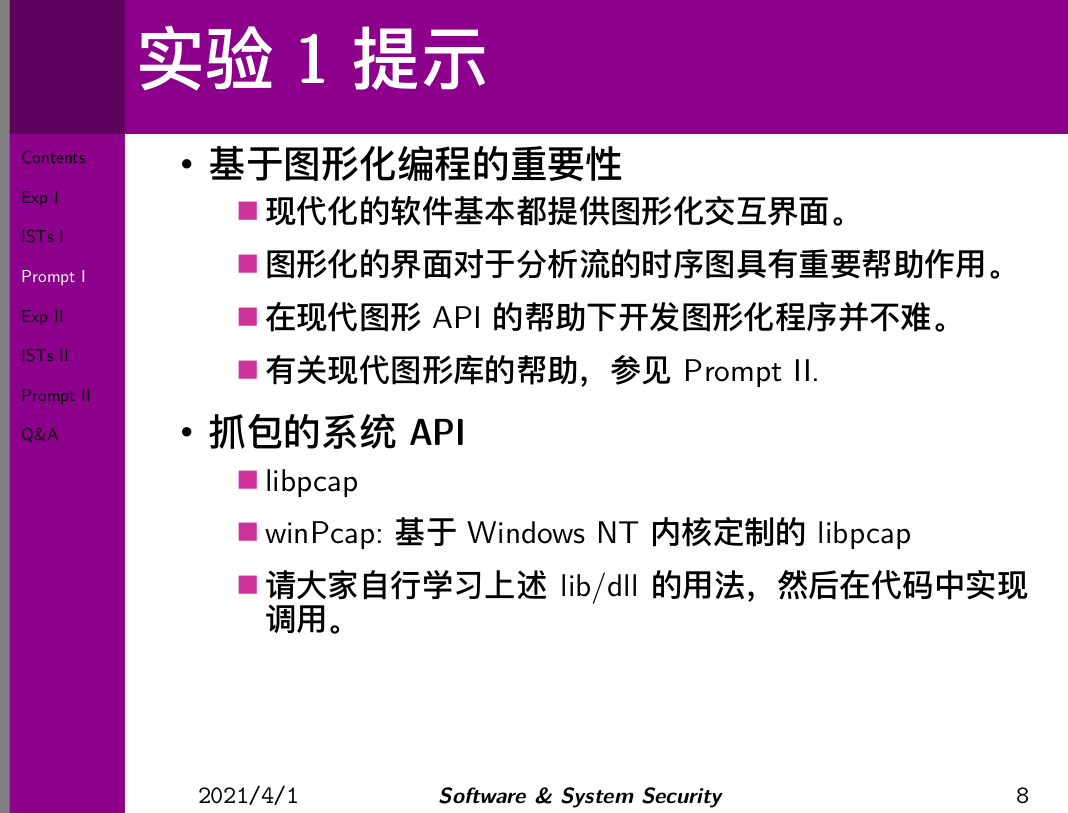 实验 1 提示
Contents
Exp I
ISTs I
Prompt I
Exp II
ISTs II
Prompt II
Q&A
• 基于图形化编程的重要性
现代化的软件基本都提供图形化交互界面。
图形化的界面对于分析流的时序图具有重要帮助作用。
在现代图形 API 的帮助下开发图形化程序并不难。
有关现代图形库的帮助，参见 Prompt II.
• 抓包的系统 API
libpcap
winPcap: 基于 Windows NT 内核定制的 libpcap
请大家自行学习上述 lib/dll 的用法，然后在代码中实现
调用。
2021/4/1
Software & System Security
8